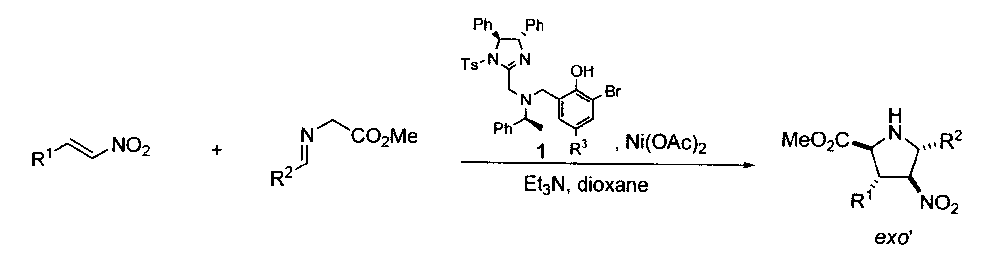 Ph
Ph
Ts-N
N
N
OH
Br
Ph
R³
1
, Ni(OAc)₂
Et₃N, dioxane
R¹
NO₂
+
N
CO₂Me
R²
H
N
MeO₂C
R²
R¹
NO₂
exo'